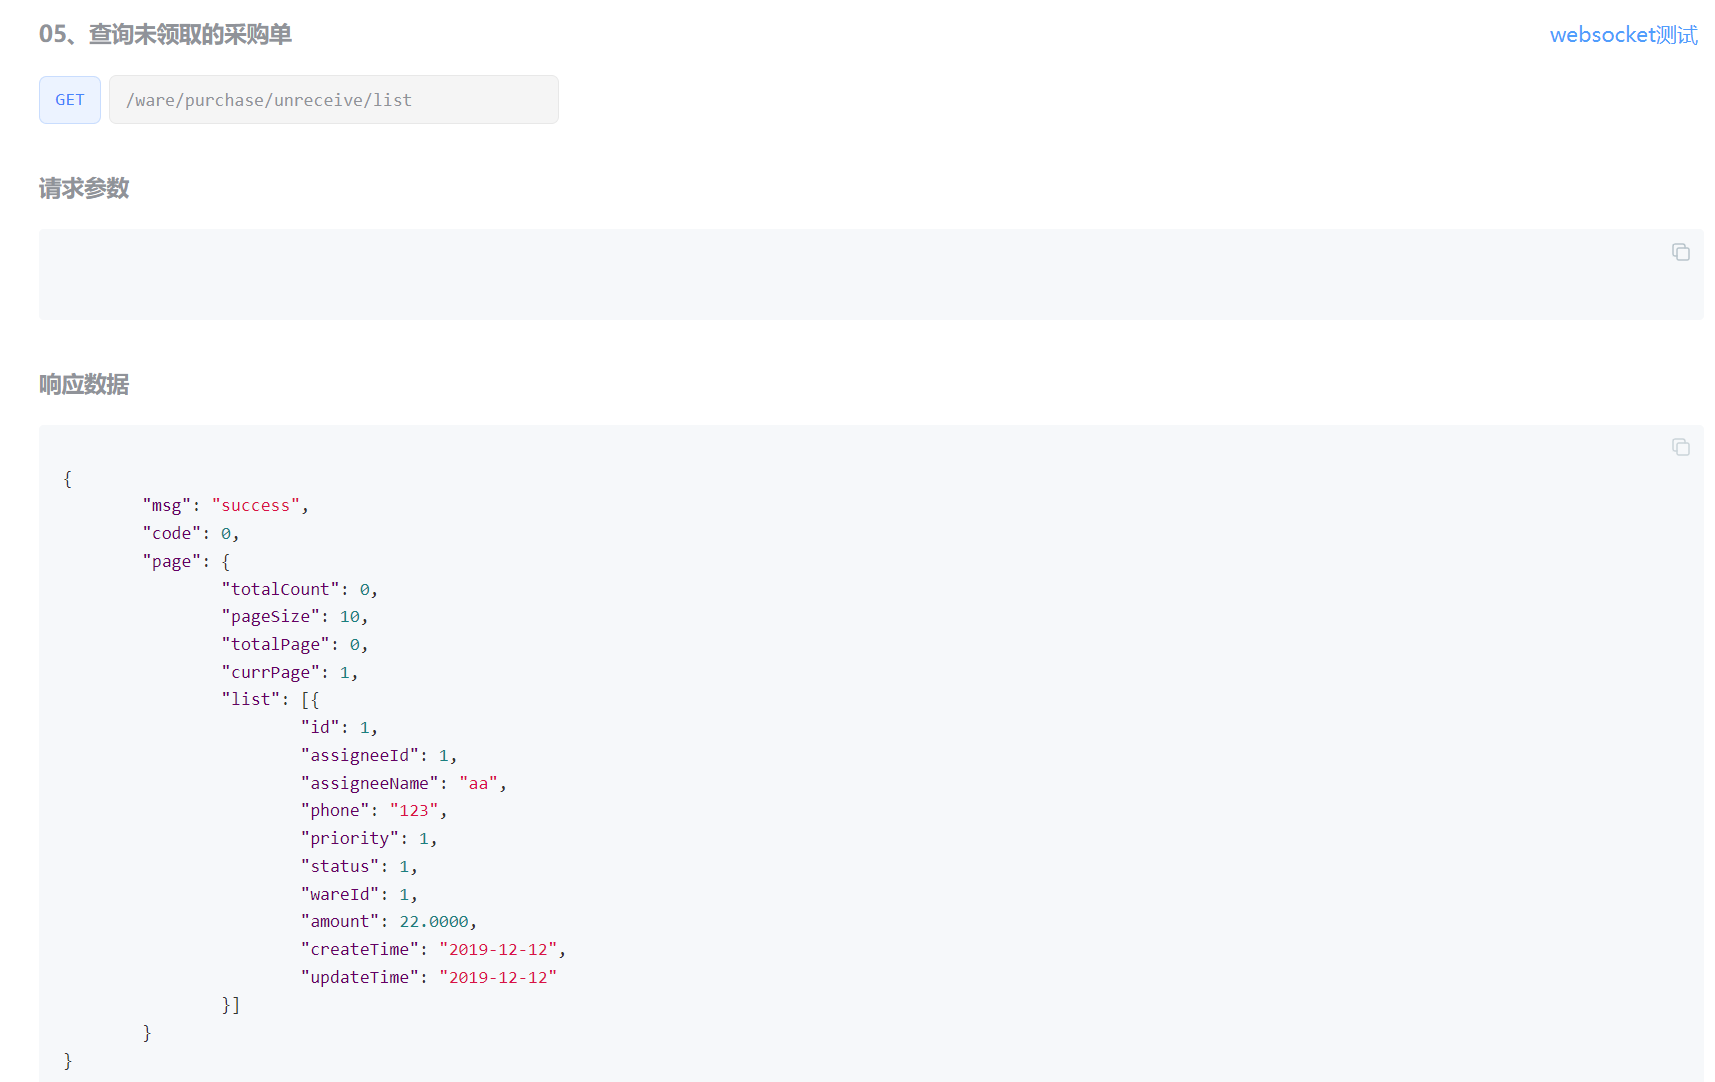 05、查询未领取的采购单
websocket测试
GET
/ware/purchase/unreceive/list
请求参数
响应数据
{
"msg": "success",
"code": 0,
"page": {
"totalCount": 0,
"pageSize": 10,
"totalPage": 0,
"currPage": 1,
"list": [{
"id": 1,
"assigneeId": 1,
"assigneeName": "aa",
"phone": "123",
"priority": 1,
"status": 1,
"wareId": 1,
"amount": 22.0000,
"createTime": "2019-12-12",
"updateTime": "2019-12-12"
}]
}
}